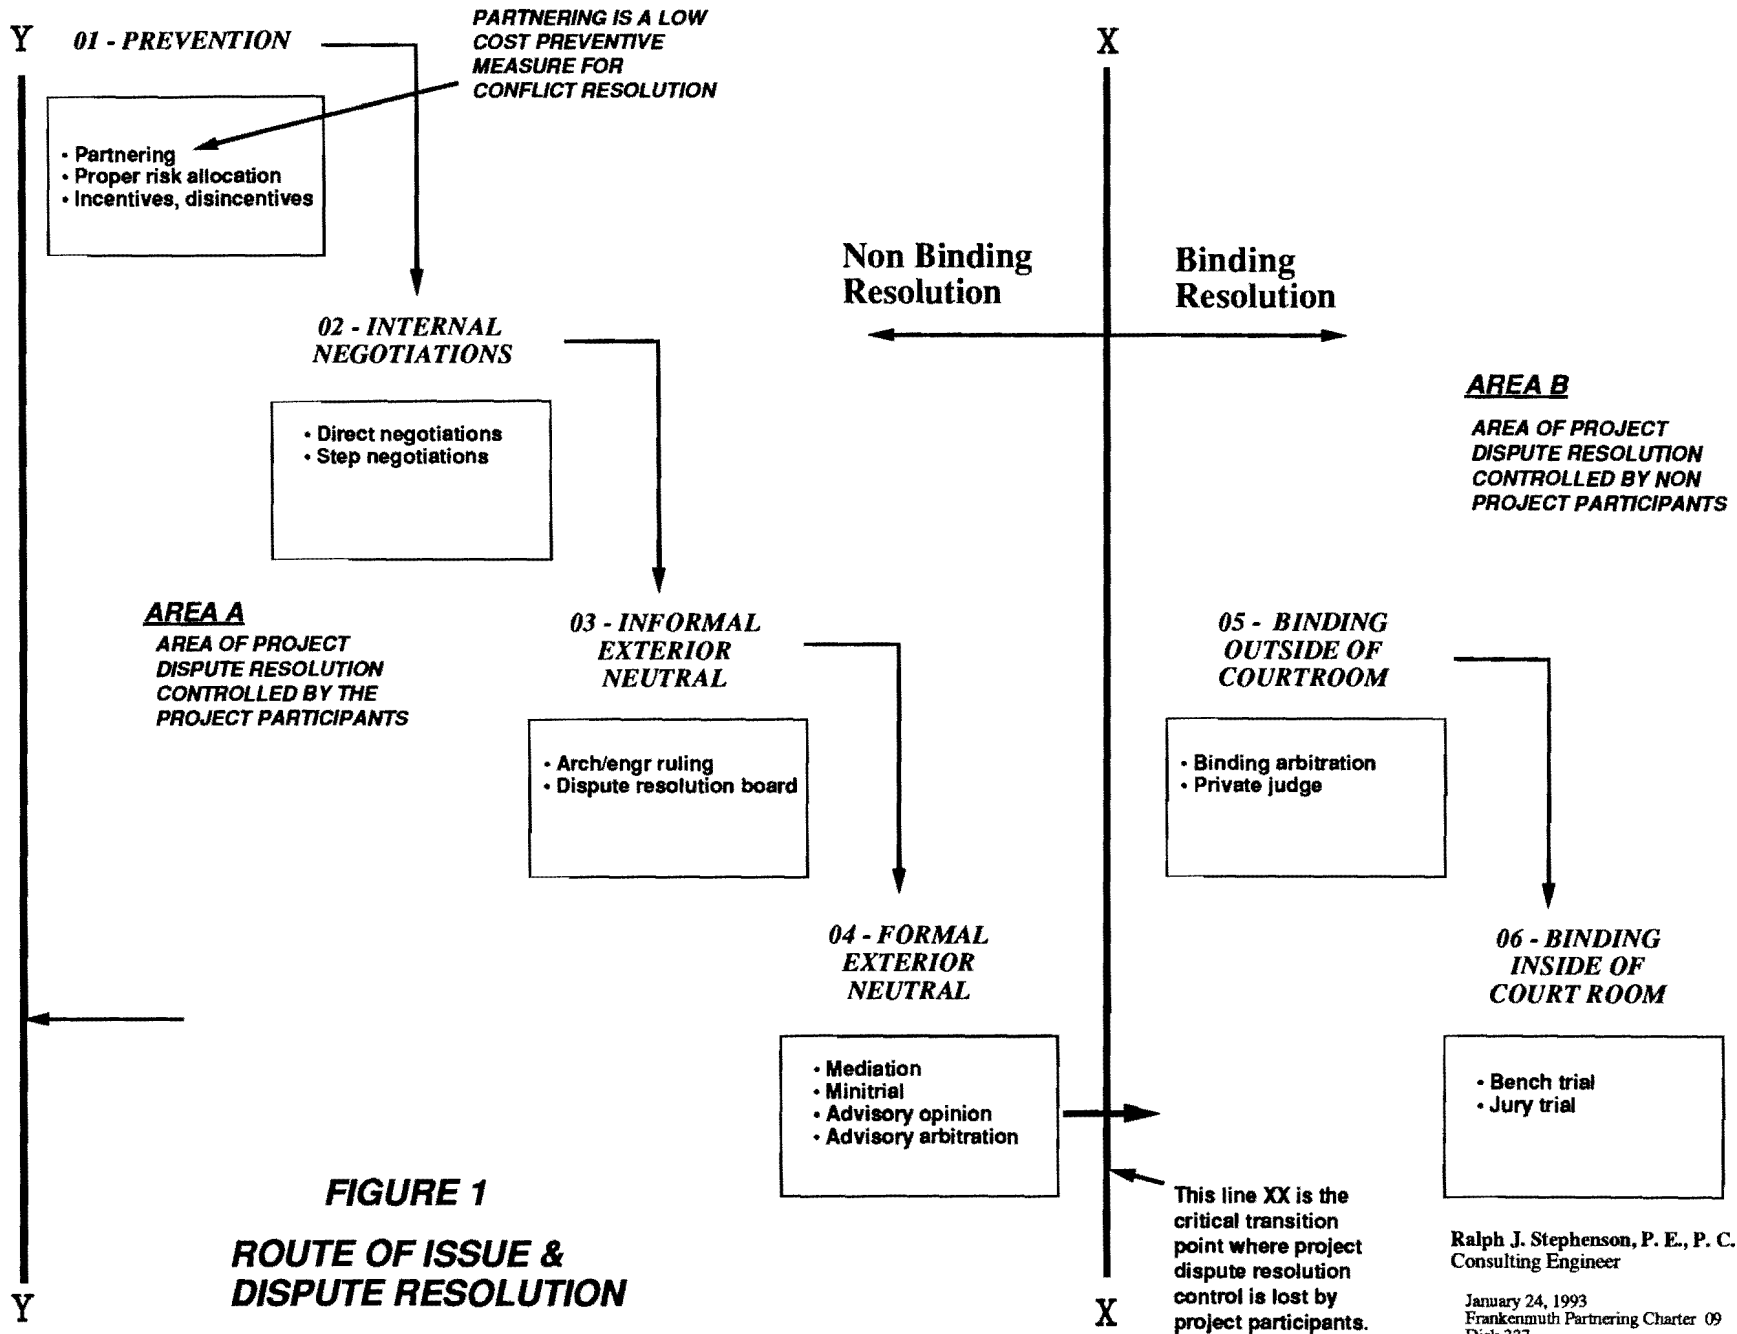 Y
01 - PREVENTION
PARTNERING IS A LOW
COST PREVENTIVE
MEASURE FOR
CONFLICT RESOLUTION
X
• Partnering
• Proper risk allocation
• Incentives, disincentives
Non Binding
Resolution
Binding
Resolution
02 - INTERNAL
NEGOTIATIONS
• Direct negotiations
• Step negotiations
AREA B
AREA OF PROJECT
DISPUTE RESOLUTION
CONTROLLED BY NON
PROJECT PARTICIPANTS
AREA A
AREA OF PROJECT
DISPUTE RESOLUTION
CONTROLLED BY THE
PROJECT PARTICIPANTS
03 - INFORMAL
EXTERIOR
NEUTRAL
• Arch/engr ruling
• Dispute resolution board
05 - BINDING
OUTSIDE OF
COURTROOM
• Binding arbitration
• Private judge
04 - FORMAL
EXTERIOR
NEUTRAL
• Mediation
• Minitrial
• Advisory opinion
• Advisory arbitration
06 - BINDING
INSIDE OF
COURT ROOM
• Bench trial
• Jury trial
This line XX is the
critical transition
point where project
dispute resolution
control is lost by
project participants.
FIGURE 1
ROUTE OF ISSUE &
DISPUTE RESOLUTION
Y
X
Ralph J. Stephenson, P. E., P. C.
Consulting Engineer
January 24, 1993
Frankenmuth Partnering Charter 09